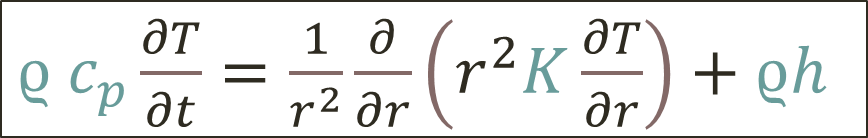 ϱ c_p ∂T/∂t = 1/r² ∂/∂r (r² K ∂T/∂r) + ϱh